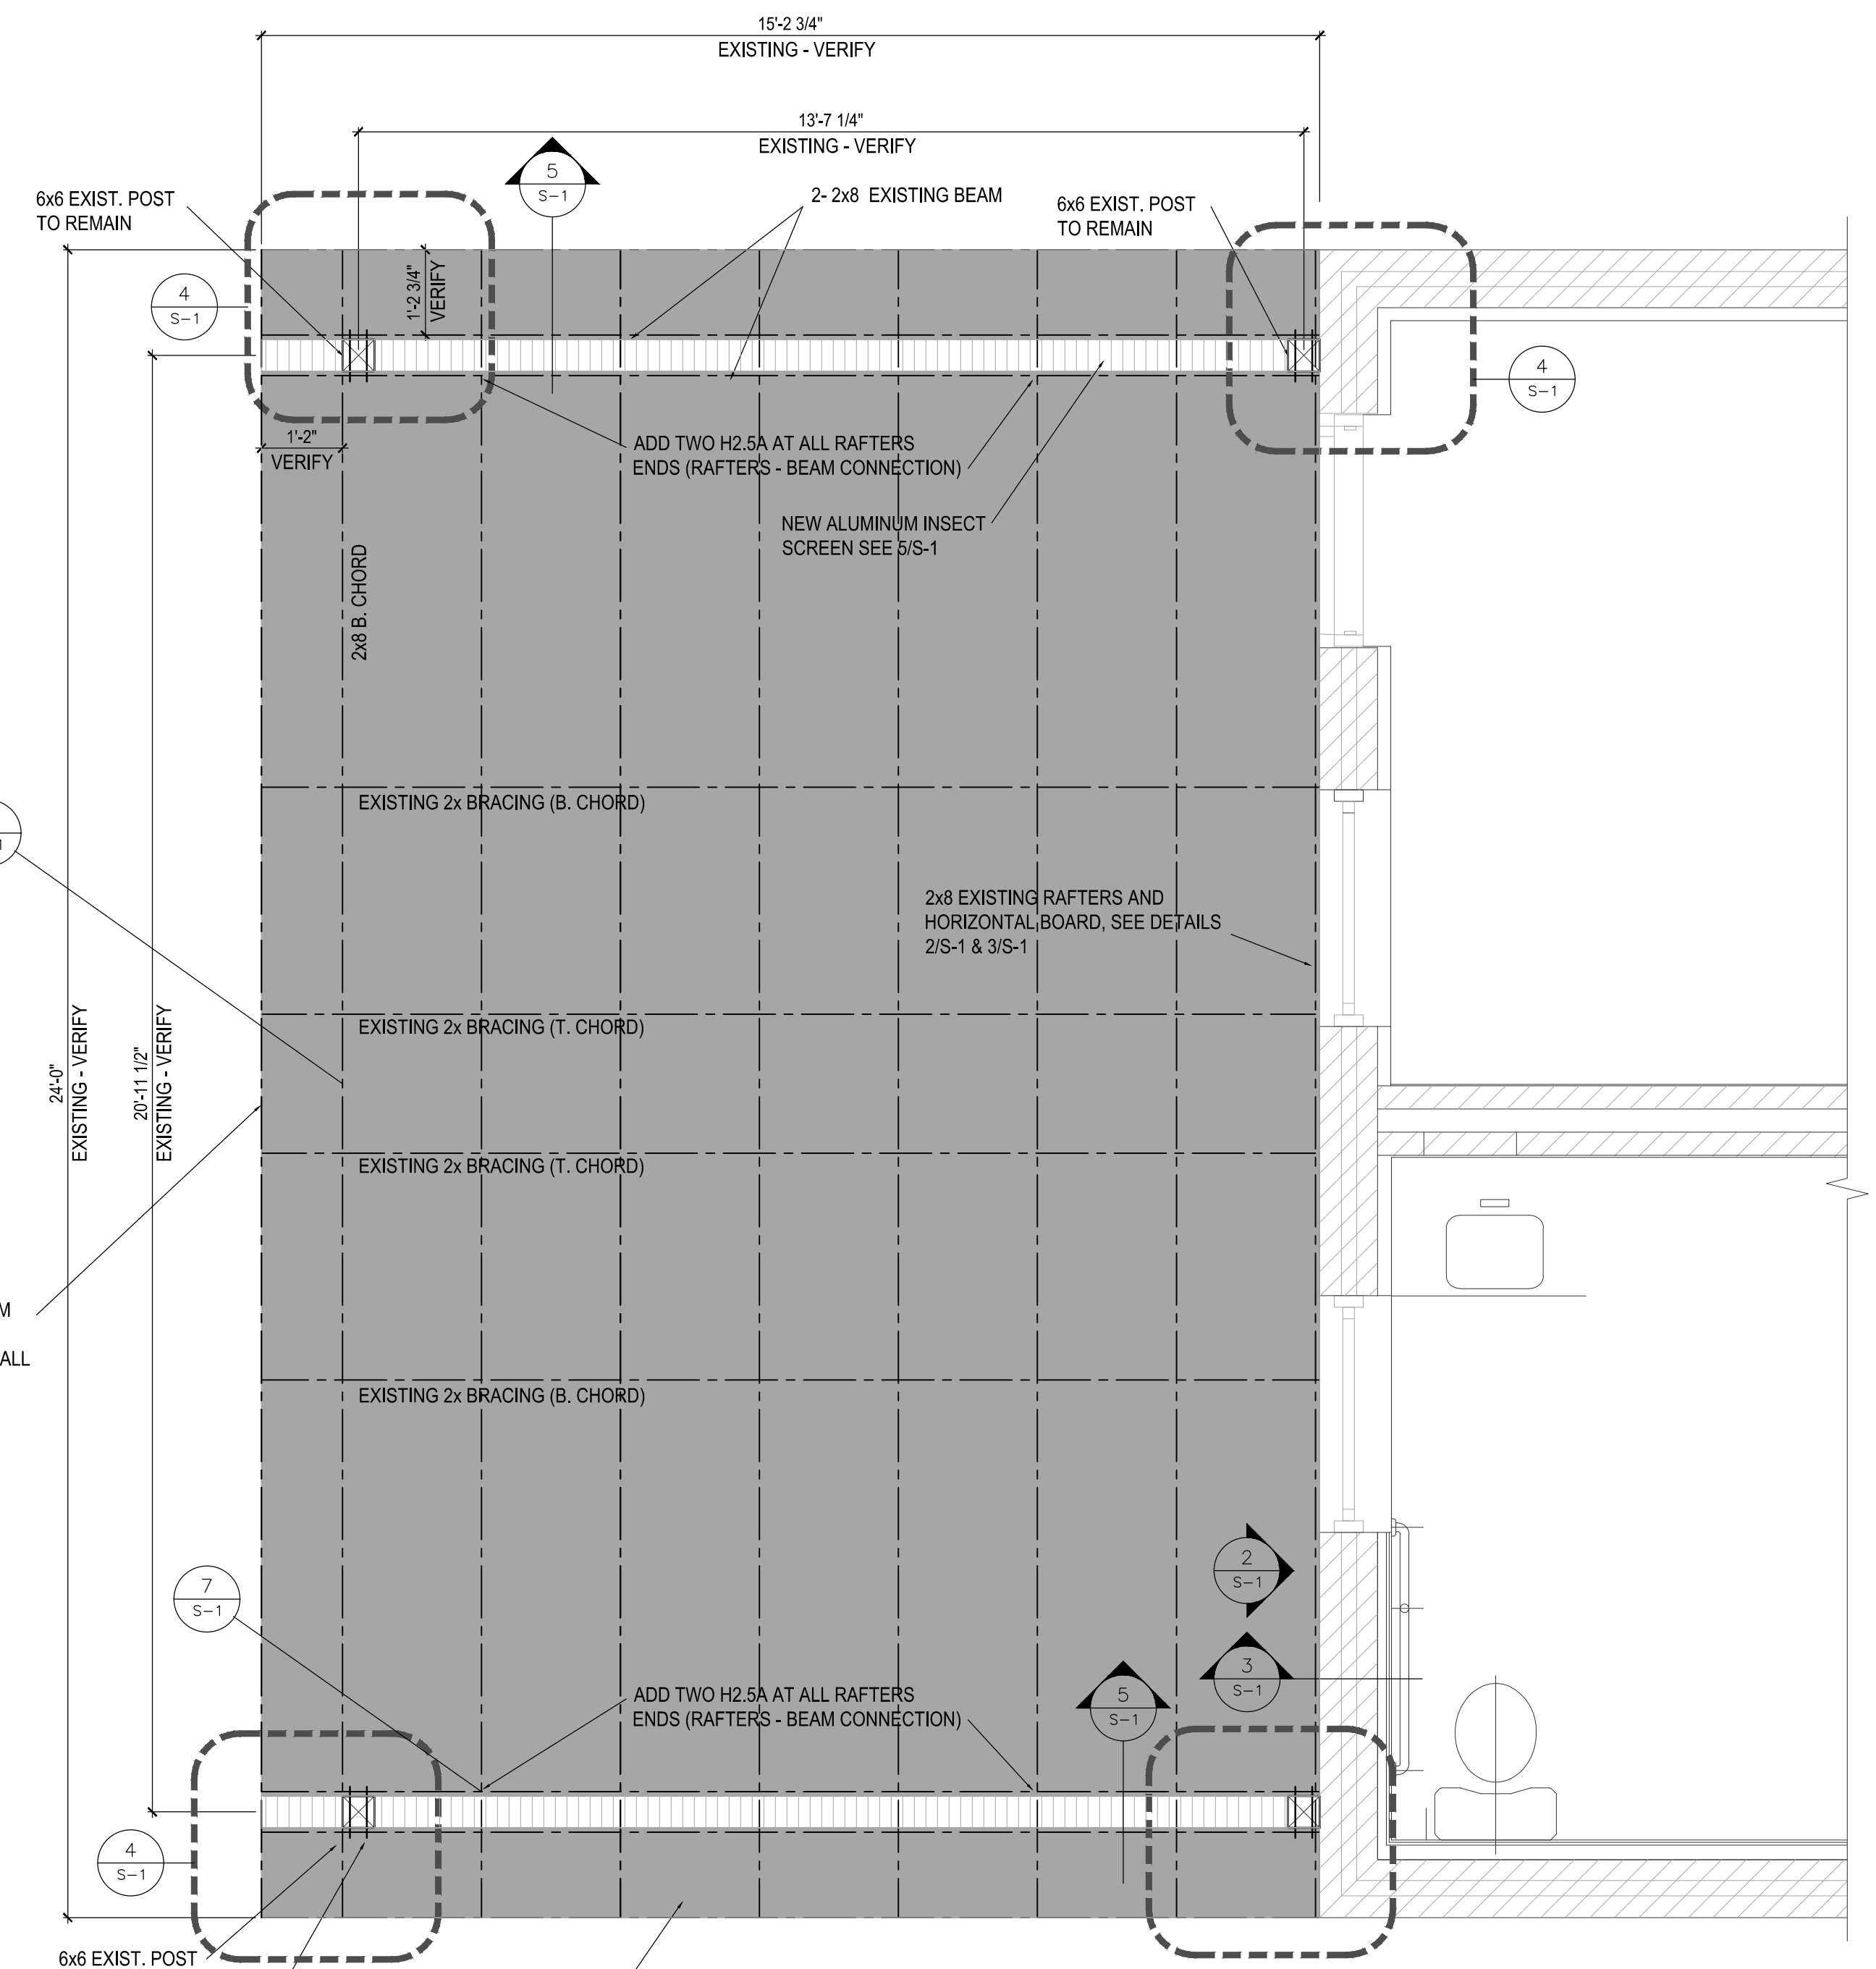 15'-2 3/4"
EXISTING - VERIFY
13'-7 1/4"
EXISTING - VERIFY
5
S-1
6x6 EXIST. POST
TO REMAIN
2- 2x8 EXISTING BEAM
6x6 EXIST. POST
TO REMAIN
1'-2 3/4"
VERIFY
4
S-1
4
S-1
1'-2"
VERIFY
ADD TWO H2.5A AT ALL RAFTERS
ENDS (RAFTERS - BEAM CONNECTION)
NEW ALUMINUM INSECT
SCREEN SEE 5/S-1
2x8 B. CHORD
EXISTING 2x BRACING (B. CHORD)
2x8 EXISTING RAFTERS AND
HORIZONTAL BOARD, SEE DETAILS
2/S-1 & 3/S-1
EXISTING 2x BRACING (T. CHORD)
24'-0"
EXISTING - VERIFY
20'-11 1/2"
EXISTING - VERIFY
EXISTING 2x BRACING (T. CHORD)
ALL
EXISTING 2x BRACING (B. CHORD)
2
S-1
7
S-1
3
S-1
ADD TWO H2.5A AT ALL RAFTERS
ENDS (RAFTERS - BEAM CONNECTION)
5
S-1
4
S-1
6x6 EXIST. POST